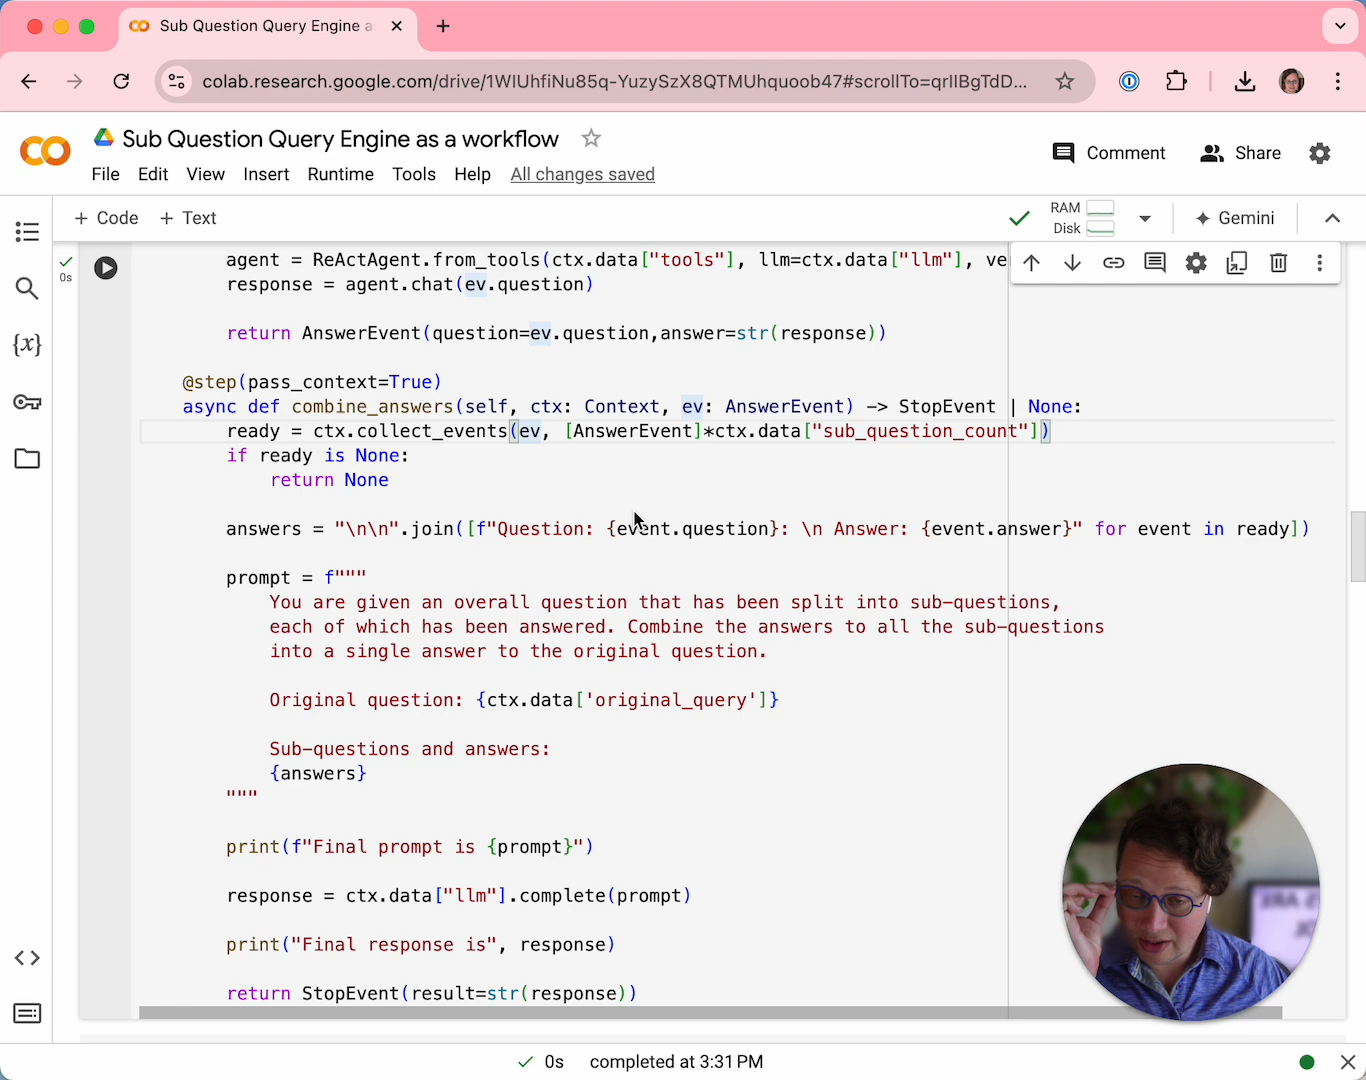 Sub Question Query Engine a
colab.research.google.com/drive/1WIUhfiNu85q-YuzySzX8QTMUhquoob47#scrollTo=qrIIBgTdD...
Sub Question Query Engine as a workflow
Comment
Share
File Edit View Insert Runtime Tools Help All changes saved
+ Code + Text
RAM
Disk
Gemini
{x}
0s
agent = ReActAgent.from_tools(ctx.data["tools"], llm=ctx.data["llm"], ve
response = agent.chat(ev.question)
return AnswerEvent(question=ev.question,answer=str(response))
@step(pass_context=True)
async def combine_answers(self, ctx: Context, ev: AnswerEvent) -> StopEvent | None:
ready = ctx.collect_events(ev, [AnswerEvent]*ctx.data["sub_question_count"])
if ready is None:
return None
answers = "\n\n".join([f"Question: {event.question}: \n Answer: {event.answer}" for event in ready])
prompt = f"""
You are given an overall question that has been split into sub-questions,
each of which has been answered. Combine the answers to all the sub-questions
into a single answer to the original question.
Original question: {ctx.data['original_query']}
Sub-questions and answers:
{answers}
"""
print(f"Final prompt is {prompt}")
response = ctx.data["llm"].complete(prompt)
print("Final response is", response)
return StopEvent(result=str(response))
0s completed at 3:31 PM